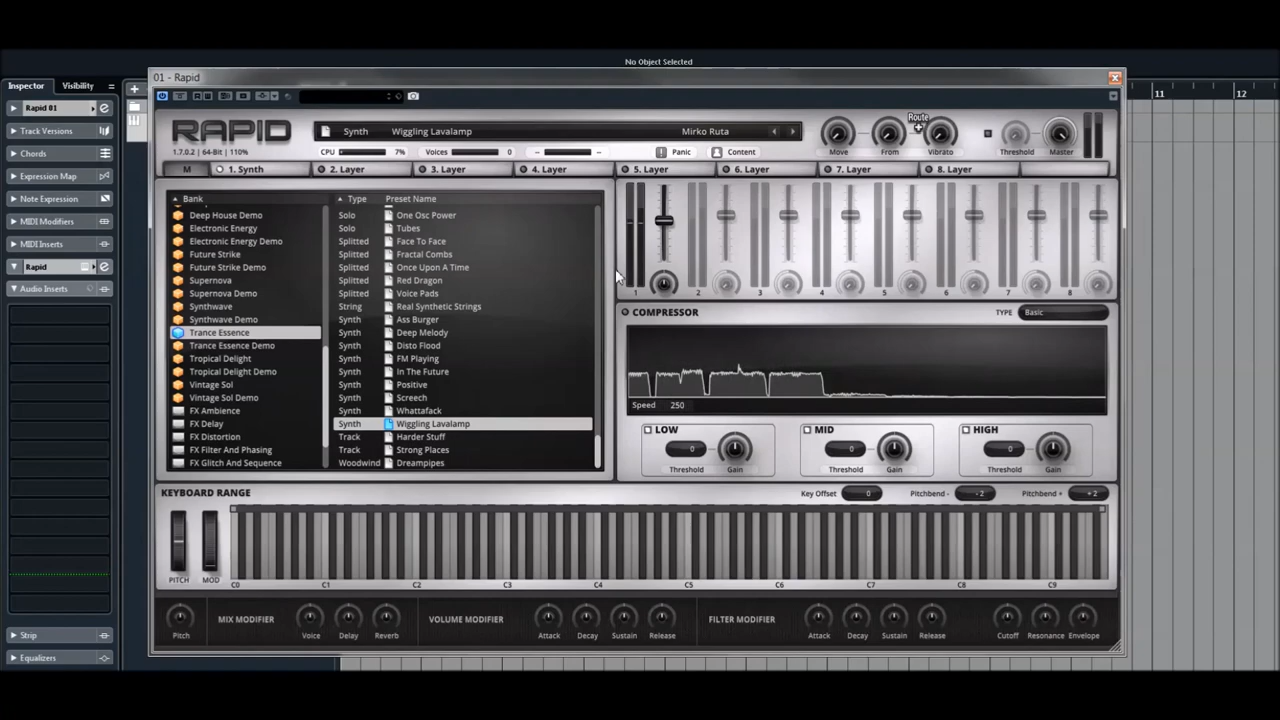 No Object Selected
Inspector Visibility
01 - Rapid
11 12
Rapid 01
Track Versions
Chords
Expression Map
Note Expression
MIDI Modifiers
MIDI Inserts
Rapid
Audio Inserts
Strip
Equalizers
RAPID
1.7.0.2 | 64-Bit | 110%
Synth Wiggling Lavalamp Mirko Ruta
CPU 7% Voices 0 -- --
Panic Content
Route
Move From Vibrato Threshold Master
M 1. Synth 2. Layer 3. Layer 4. Layer 5. Layer 6. Layer 7. Layer 8. Layer
Bank Type Preset Name
Deep House Demo Solo One Osc Power
Electronic Energy Solo Tubes
Electronic Energy Demo Splitted Face To Face
Future Strike Splitted Fractal Combs
Future Strike Demo Splitted Once Upon A Time
Supernova Splitted Red Dragon
Supernova Demo Splitted Voice Pads
Synthwave String Real Synthetic Strings
Synthwave Demo Synth Ass Burger
Trance Essence Synth Deep Melody
Trance Essence Demo Synth Disto Flood
Tropical Delight Synth FM Playing
Tropical Delight Demo Synth In The Future
Vintage Sol Synth Positive
Vintage Sol Demo Synth Screech
FX Ambience Synth Whattafack
FX Delay Synth Wiggling Lavalamp
FX Distortion Track Harder Stuff
FX Filter And Phasing Track Strong Places
FX Glitch And Sequence Woodwind Dreampipes
1 2 3 4 5 6 7 8
COMPRESSOR TYPE Basic
Speed 250
LOW MID HIGH
0 0 0
Threshold Gain Threshold Gain Threshold Gain
KEYBOARD RANGE Key Offset 0 Pitchbend - - 2 Pitchbend + + 2
PITCH MOD C0 C1 C2 C3 C4 C5 C6 C7 C8 C9
MIX MODIFIER VOLUME MODIFIER FILTER MODIFIER
Pitch Voice Delay Reverb Attack Decay Sustain Release Attack Decay Sustain Release Cutoff Resonance Envelope